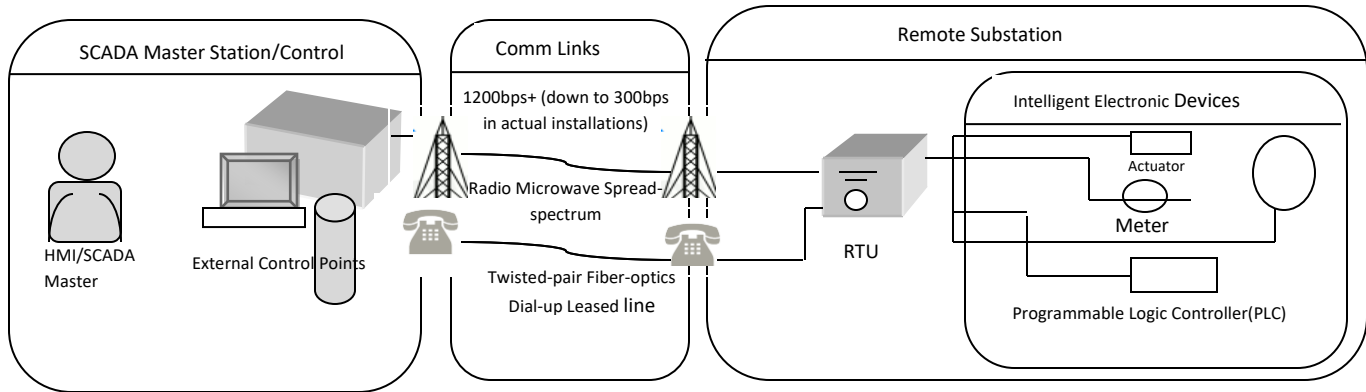 SCADA Master Station/Control
HMI/SCADA
Master
External Control Points
Comm Links
1200bps+ (down to 300bps
in actual installations)
Radio Microwave Spread-
spectrum
Twisted-pair Fiber-optics
Dial-up Leased line
Remote Substation
RTU
Intelligent Electronic Devices
Actuator
Meter
Programmable Logic Controller(PLC)